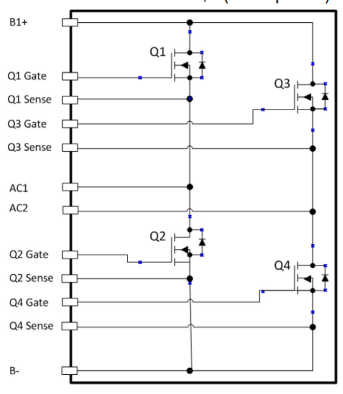 B1+
Q1
Q1 Gate
Q3
Q1 Sense
Q3 Gate
Q3 Sense
AC1
AC2
Q2
Q2 Gate
Q4
Q2 Sense
Q4 Gate
Q4 Sense
B-